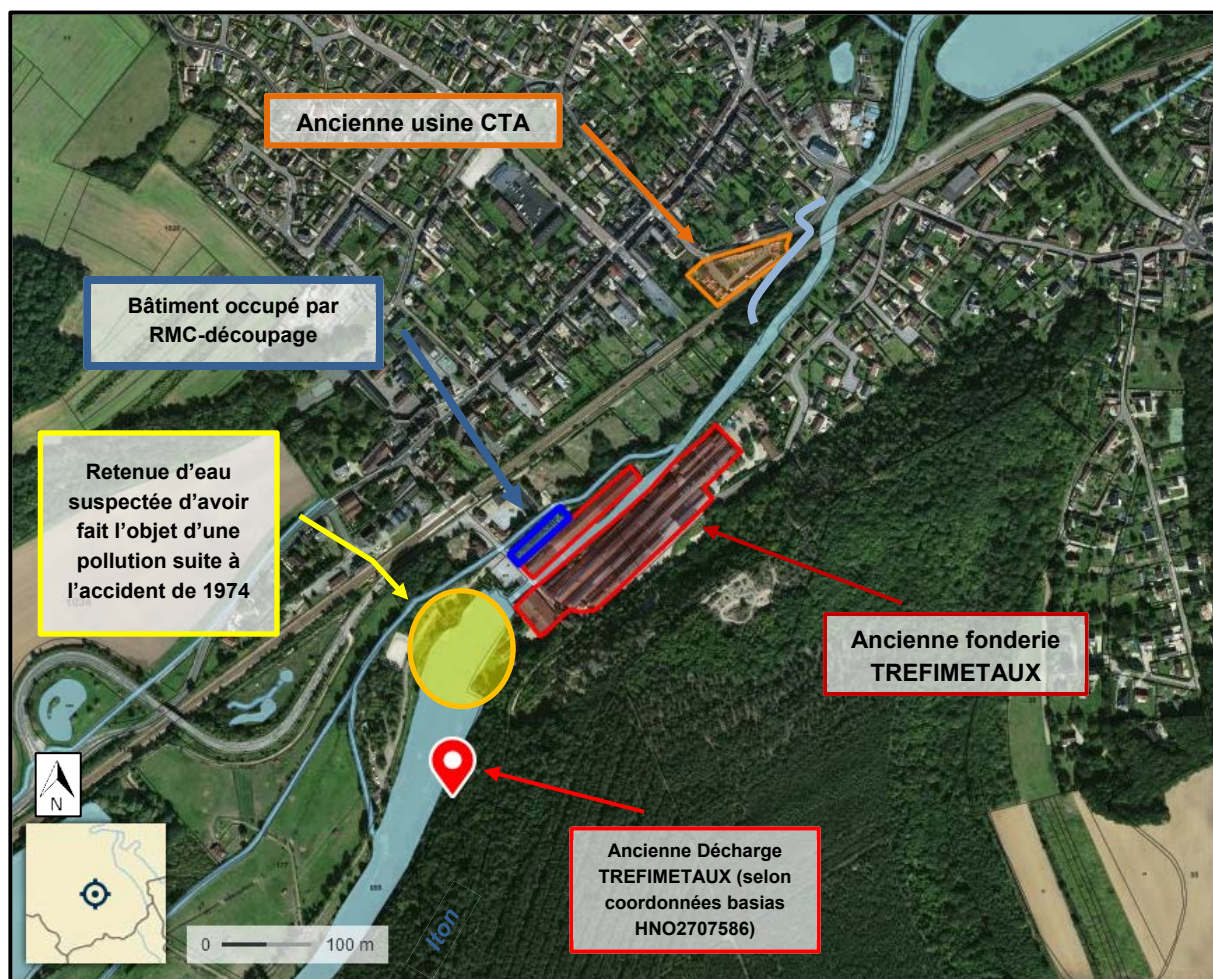 Ancienne usine CTA
Bâtiment occupé par
RMC-découpage
Retenue d'eau
suspectée d'avoir
fait l'objet d'une
pollution suite à
l'accident de 1974
Ancienne fonderie
TREFIMETAUX
Ancienne Décharge
TREFIMETAUX (selon
coordonnées basias
HNO2707586)
Iton
N
0 100 m